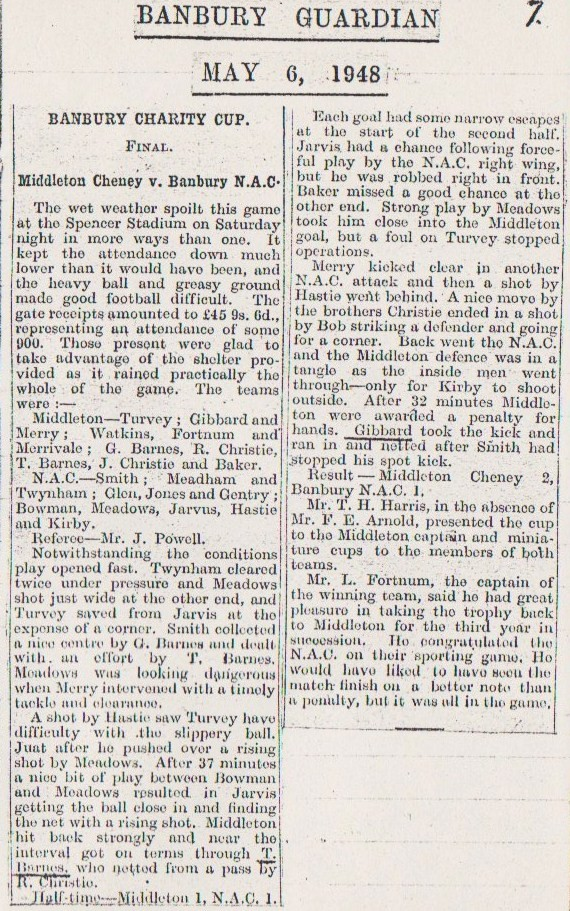 BANBURY GUARDIAN
7.
MAY 6, 1948
BANBURY CHARITY CUP.
FINAL.
Middleton Cheney v. Banbury N.A.C.
The wet weather spoilt this game
at the Spencer Stadium on Saturday
night in more ways than one. It
kept the attendance down much
lower than it would have been, and
the heavy ball and greasy ground
made good football difficult. The
gate receipts amounted to £45 9s. 6d.,
representing an attendance of some
900. Those present were glad to
take advantage of the shelter pro-
vided as it rained practically the
whole of the game. The teams
were :—
Middleton—Turvey ; Gibbard and
Merry ; Watkins, Fortnum and
Merrivale ; G. Barnes, R. Christie,
T. Barnes, J. Christie and Baker.
N.A.C.—Smith ; Meadham and
Twynham ; Glen, Jones and Gentry ;
Bowman, Meadows, Jarvus, Hastie
and Kirby.
Referee—Mr. J. Powell.
Notwithstanding the conditions
play opened fast. Twynham cleared
twice under pressure and Meadows
shot just wide at the other end, and
Turvey saved from Jarvis at the
expense of a corner. Smith collected
a nice centre by G. Barnes and dealt
with an effort by T. Barnes.
Meadows was looking dangerous
when Merry intervened with a timely
tackle and clearance.
A shot by Hastie saw Turvey have
difficulty with the slippery ball.
Juat after he pushed over a rising
shot by Meadows. After 37 minutes
a nice bit of play between Bowman
and Meadows resulted in Jarvis
getting the ball close in and finding
the net with a rising shot. Middleton
hit back strongly and near the
interval got on terms through T.
Barnes, who netted from a pass by
R. Christie.
Half-time—Middleton 1, N.A.C. 1.
Each goal had some narrow escapes
at the start of the second half.
Jarvis had a chance following force-
ful play by the N.A.C. right wing,
but he was robbed right in front.
Baker missed a good chance at the
other end. Strong play by Meadows
took him close into the Middleton
goal, but a foul on Turvey stopped
operations.
Merry kicked clear in another
N.A.C. attack and then a shot by
Hastie went behind. A nice move by
the brothers Christie ended in a shot
by Bob striking a defender and going
for a corner. Back went the N.A.C.
and the Middleton defence was in a
tangle as the inside men went
through—only for Kirby to shoot
outside. After 32 minutes Middle-
ton were awarded a penalty for
hands. Gibbard took the kick and
ran in and netted after Smith had
stopped his spot kick.
Result — Middleton Cheney 2,
Banbury N.A.C. 1.
Mr. T. H. Harris, in the absence of
Mr. F. E. Arnold, presented the cup
to the Middleton captain and minia-
ture cups to the members of both
teams.
Mr. L. Fortnum, the captain of
the winning team, said he had great
pleasure in taking the trophy back
to Middleton for the third year in
succession. He congratulated the
N.A.C. on their sporting game. He
would have liked to have seen the
match finish on a better note than
a penalty, but it was all in the game.